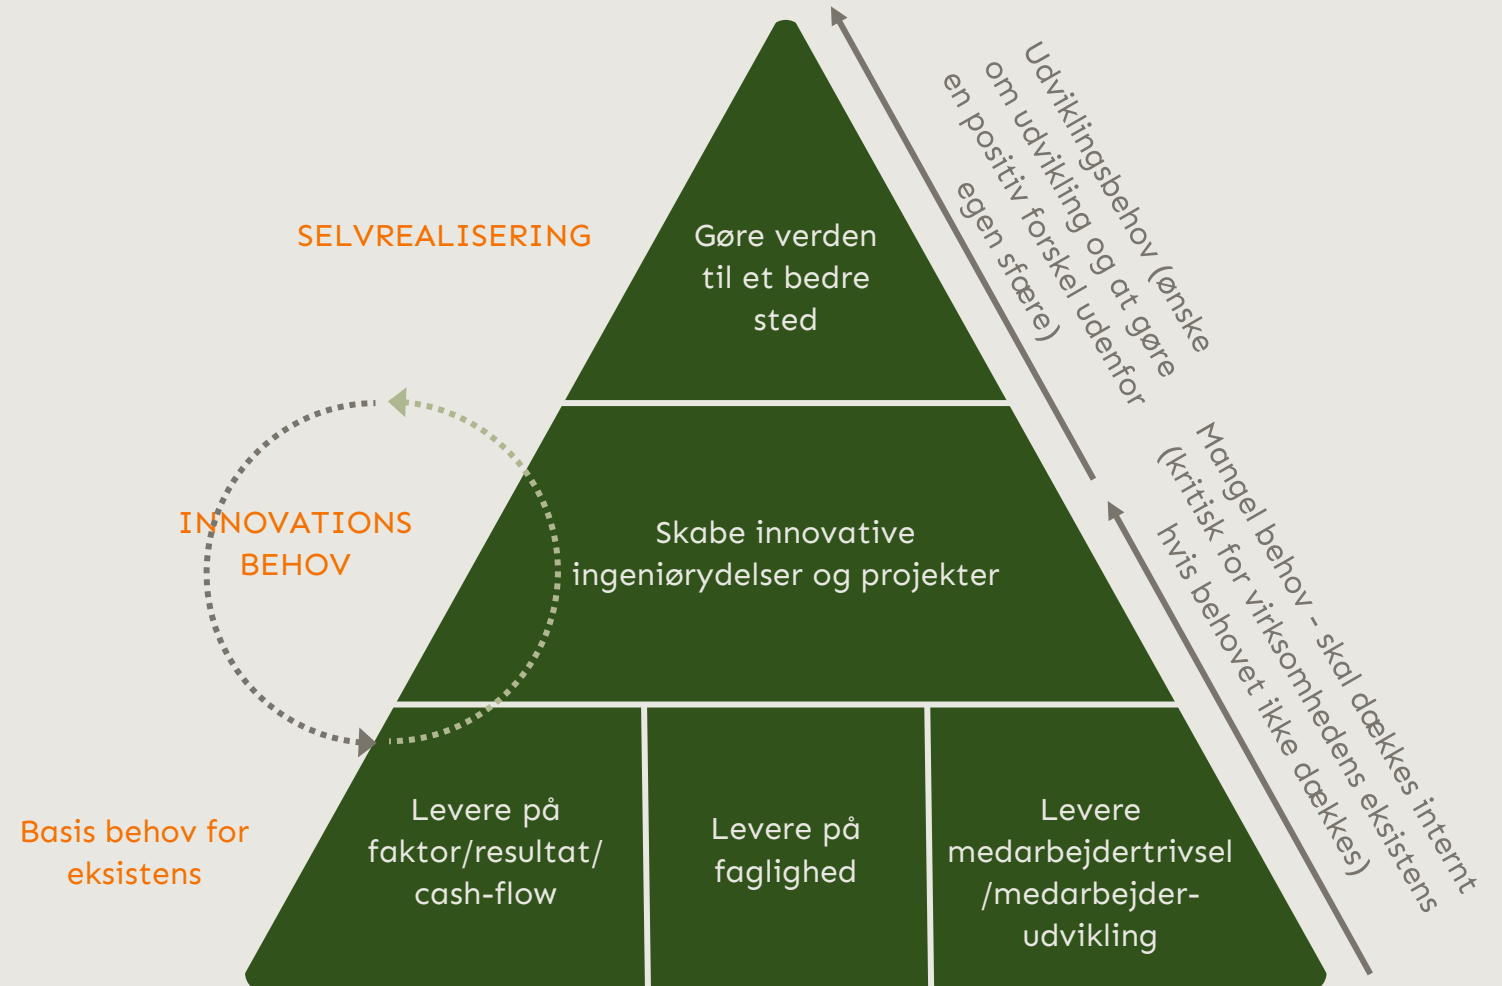 SELVREALISERING
Gøre verden
til et bedre
sted
Udviklingsbehov (ønske
om udvikling og at gøre
en positiv forskel udenfor
egen sfære)
INNOVATIONS
BEHOV
Skabe innovative
ingeniørydelser og projekter
Mangel behov - skal dækkes internt
(kritisk for virksomhedens eksistens
hvis behovet ikke dækkes)
Basis behov for
eksistens
Levere på
faktor/resultat/
cash-flow
Levere på
faglighed
Levere
medarbejdertrivsel
/medarbejder-
udvikling